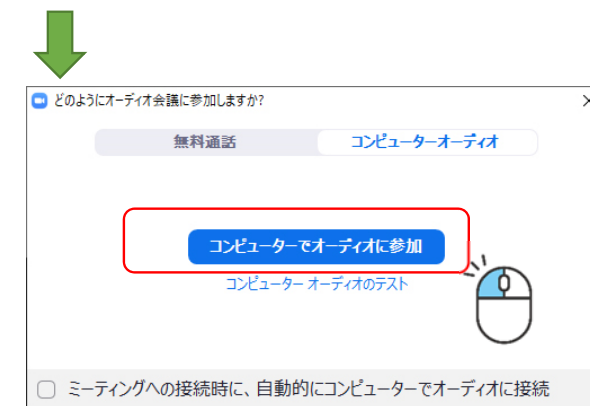 どのようにオーディオ会議に参加しますか?
無料通話
コンピューターオーディオ
コンピューターでオーディオに参加
コンピューター オーディオのテスト
ミーティングへの接続時に、自動的にコンピューターでオーディオに接続